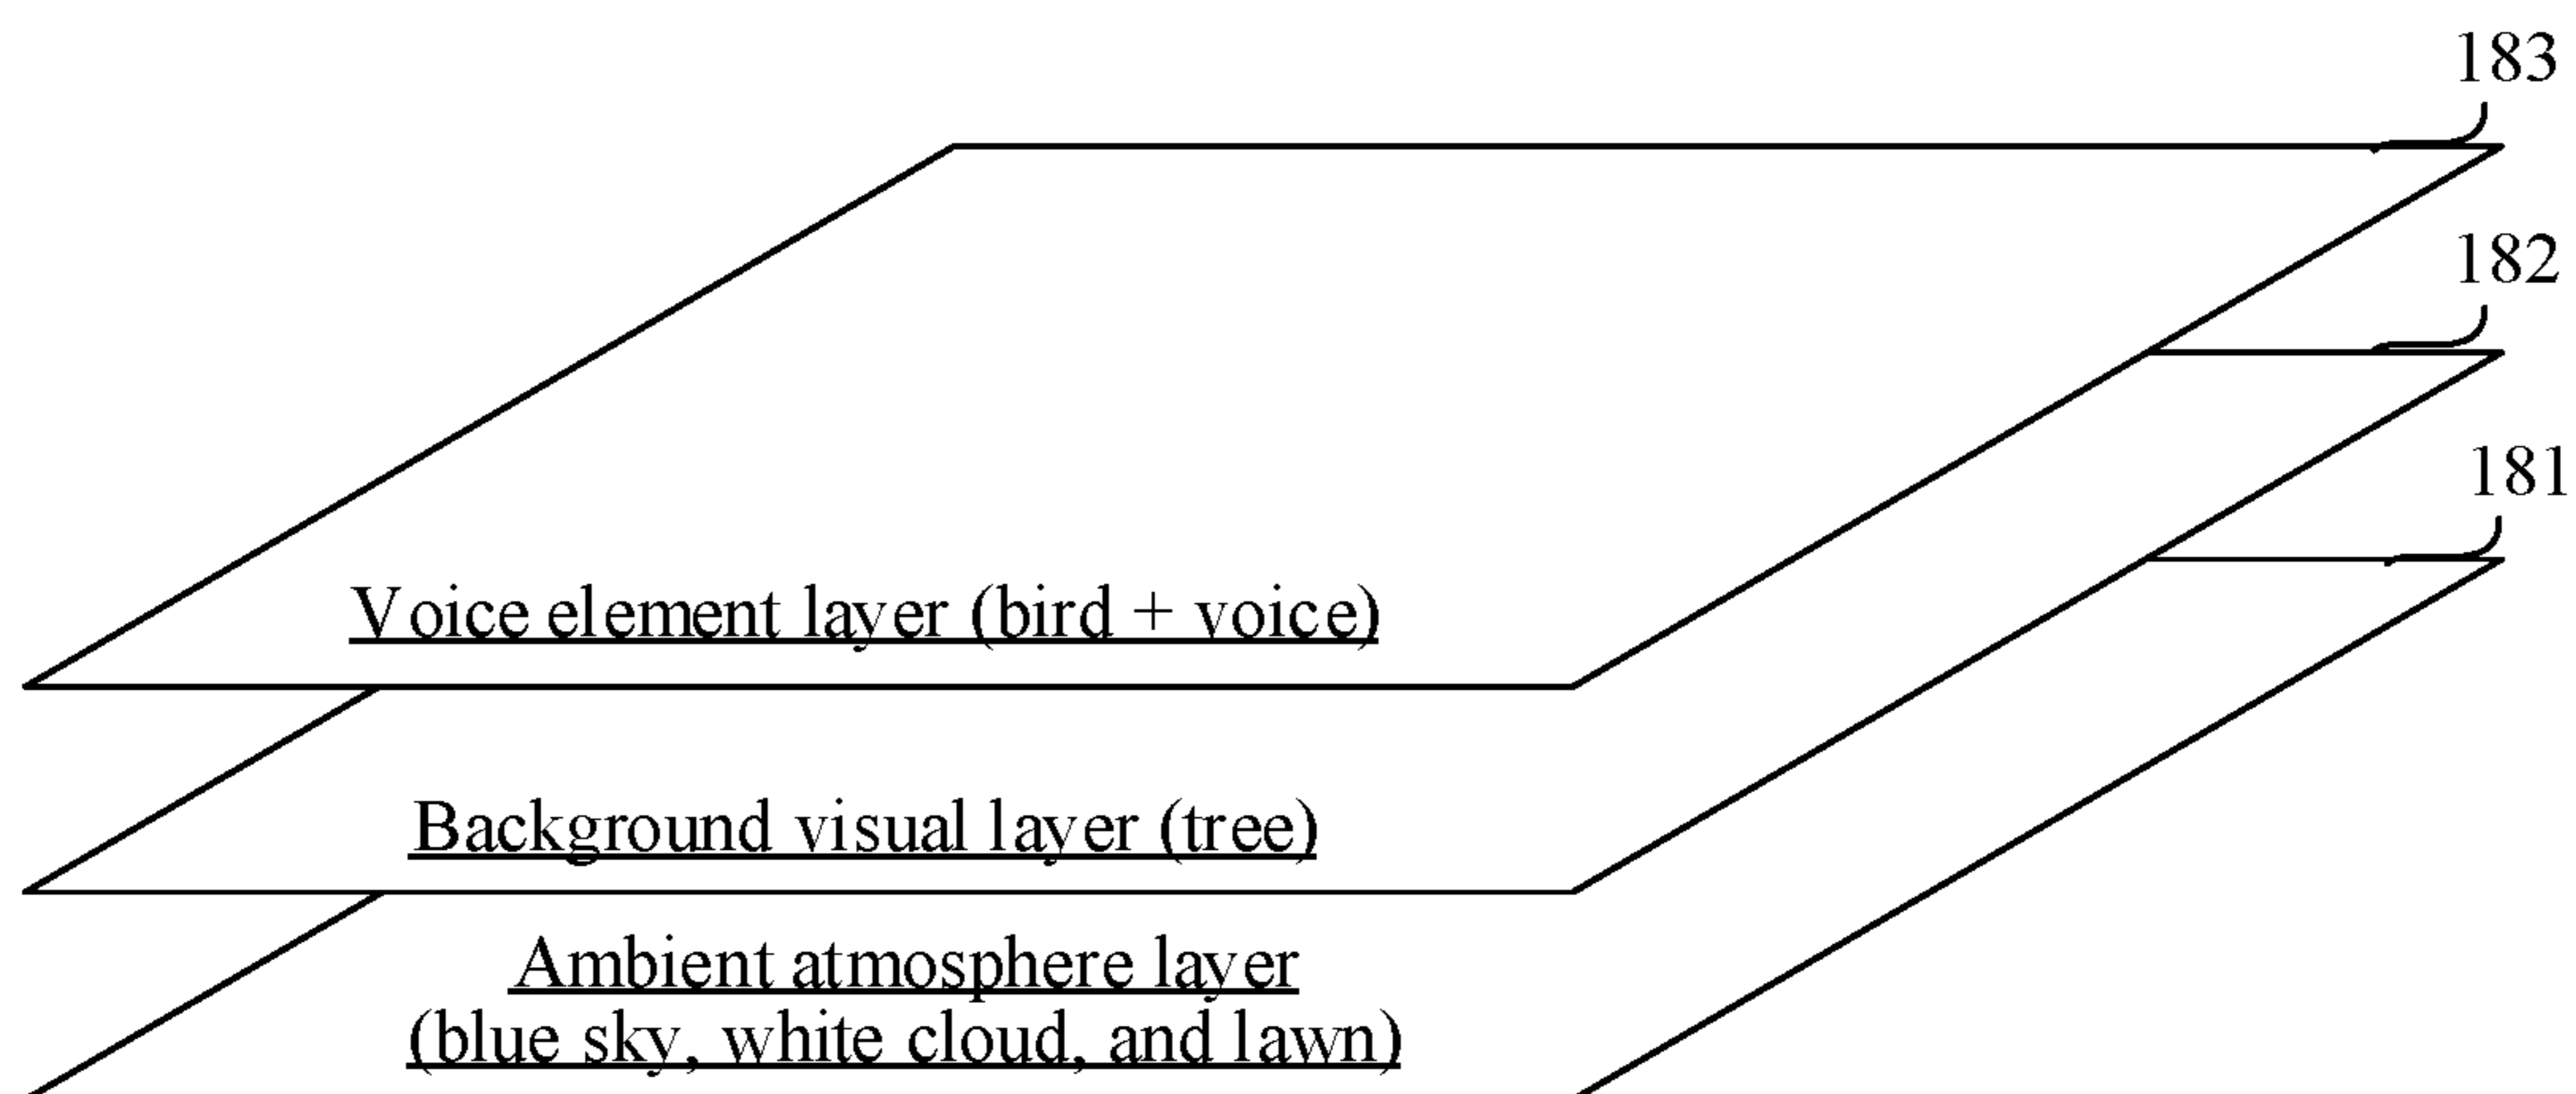 183
182
181
Voice element layer (bird + voice)
Background visual layer (tree)
Ambient atmosphere layer
(blue sky, white cloud, and lawn)